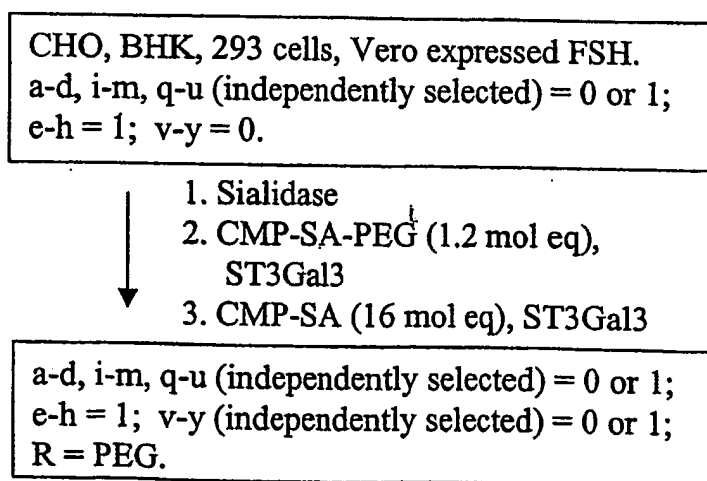 CHO, BHK, 293 cells, Vero expressed FSH.
a-d, i-m, q-u (independently selected) = 0 or 1;
e-h = 1; v-y = 0.
1. Sialidase
2. CMP-SA-PEG (1.2 mol eq),
ST3Gal3
3. CMP-SA (16 mol eq), ST3Gal3
a-d, i-m, q-u (independently selected) = 0 or 1;
e-h = 1; v-y (independently selected) = 0 or 1;
R = PEG.